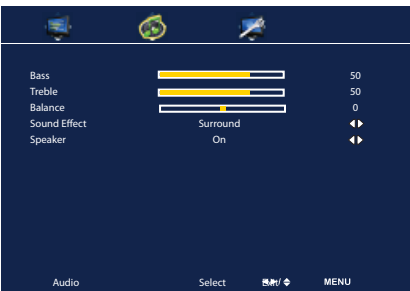 Bass 50
Treble 50
Balance 0
Sound Effect Surround
Speaker On
Audio Select MENU